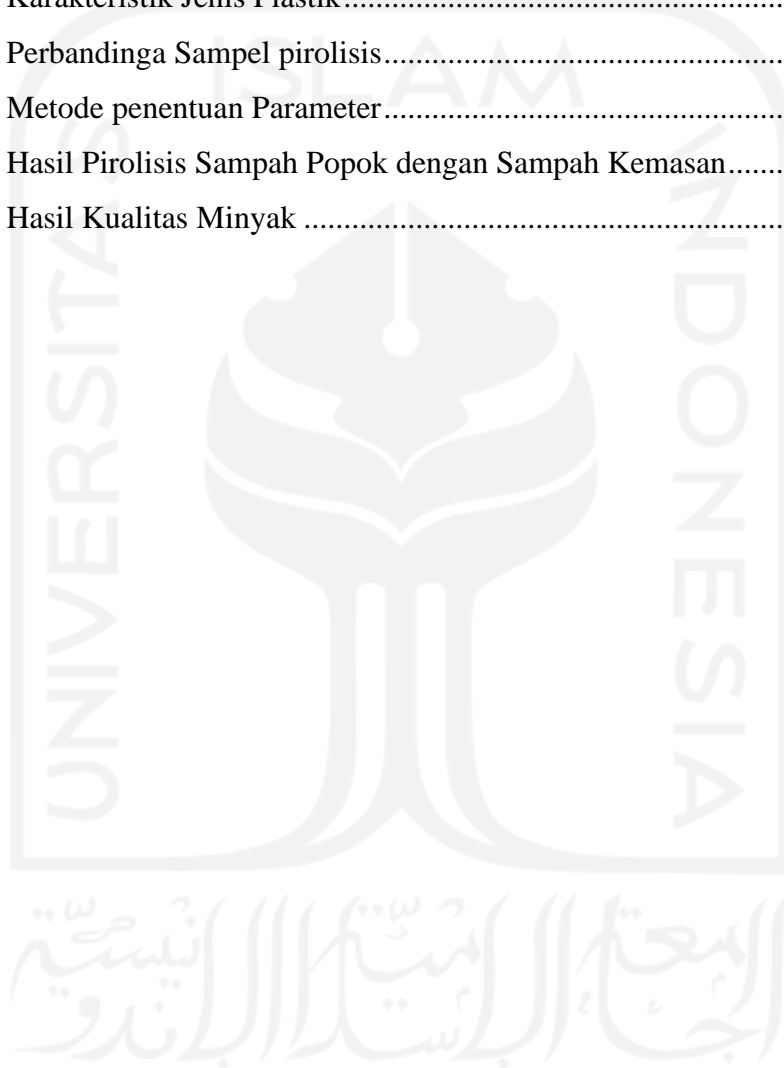 Karakteristik Jenis Plastik.......................................................
Perbandinga Sampel pirolisis..................................................
Metode penentuan Parameter..................................................
Hasil Pirolisis Sampah Popok dengan Sampah Kemasan.......
Hasil Kualitas Minyak ............................................................
ISLAM
UNIVERSITAS
INDONESIA